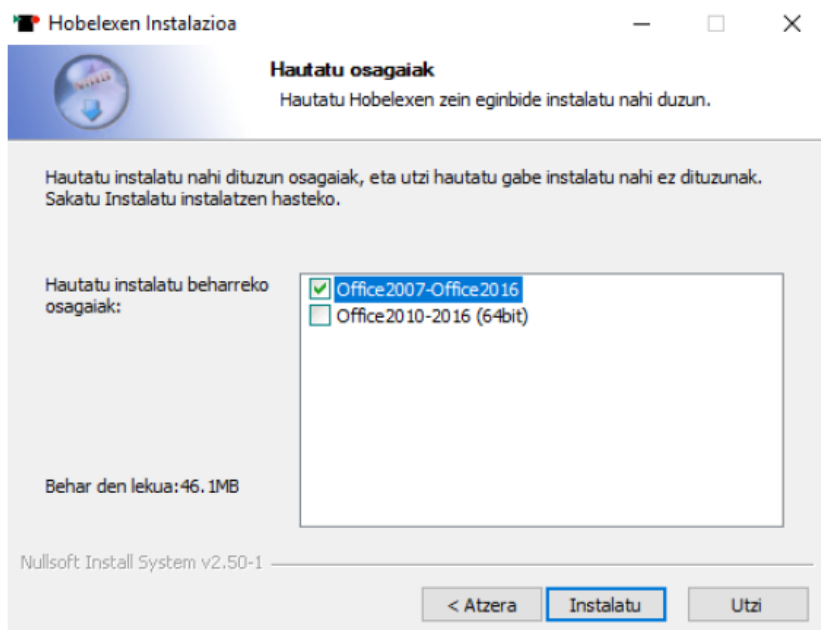 Hobelexen Instalazioa
Hautatu osagaiak
Hautatu Hobelexen zein eginbide instalatu nahi duzun.
Hautatu instalatu nahi dituzun osagaiak, eta utzi hautatu gabe instalatu nahi ez dituzunak.
Sakatu Instalatu instalatzen hasteko.
Hautatu instalatu beharreko
osagaiak:
Office2007-Office2016
Office2010-2016 (64bit)
Behar den lekua:46.1MB
Nullsoft Install System v2.50-1
< Atzera
Instalatu
Utzi